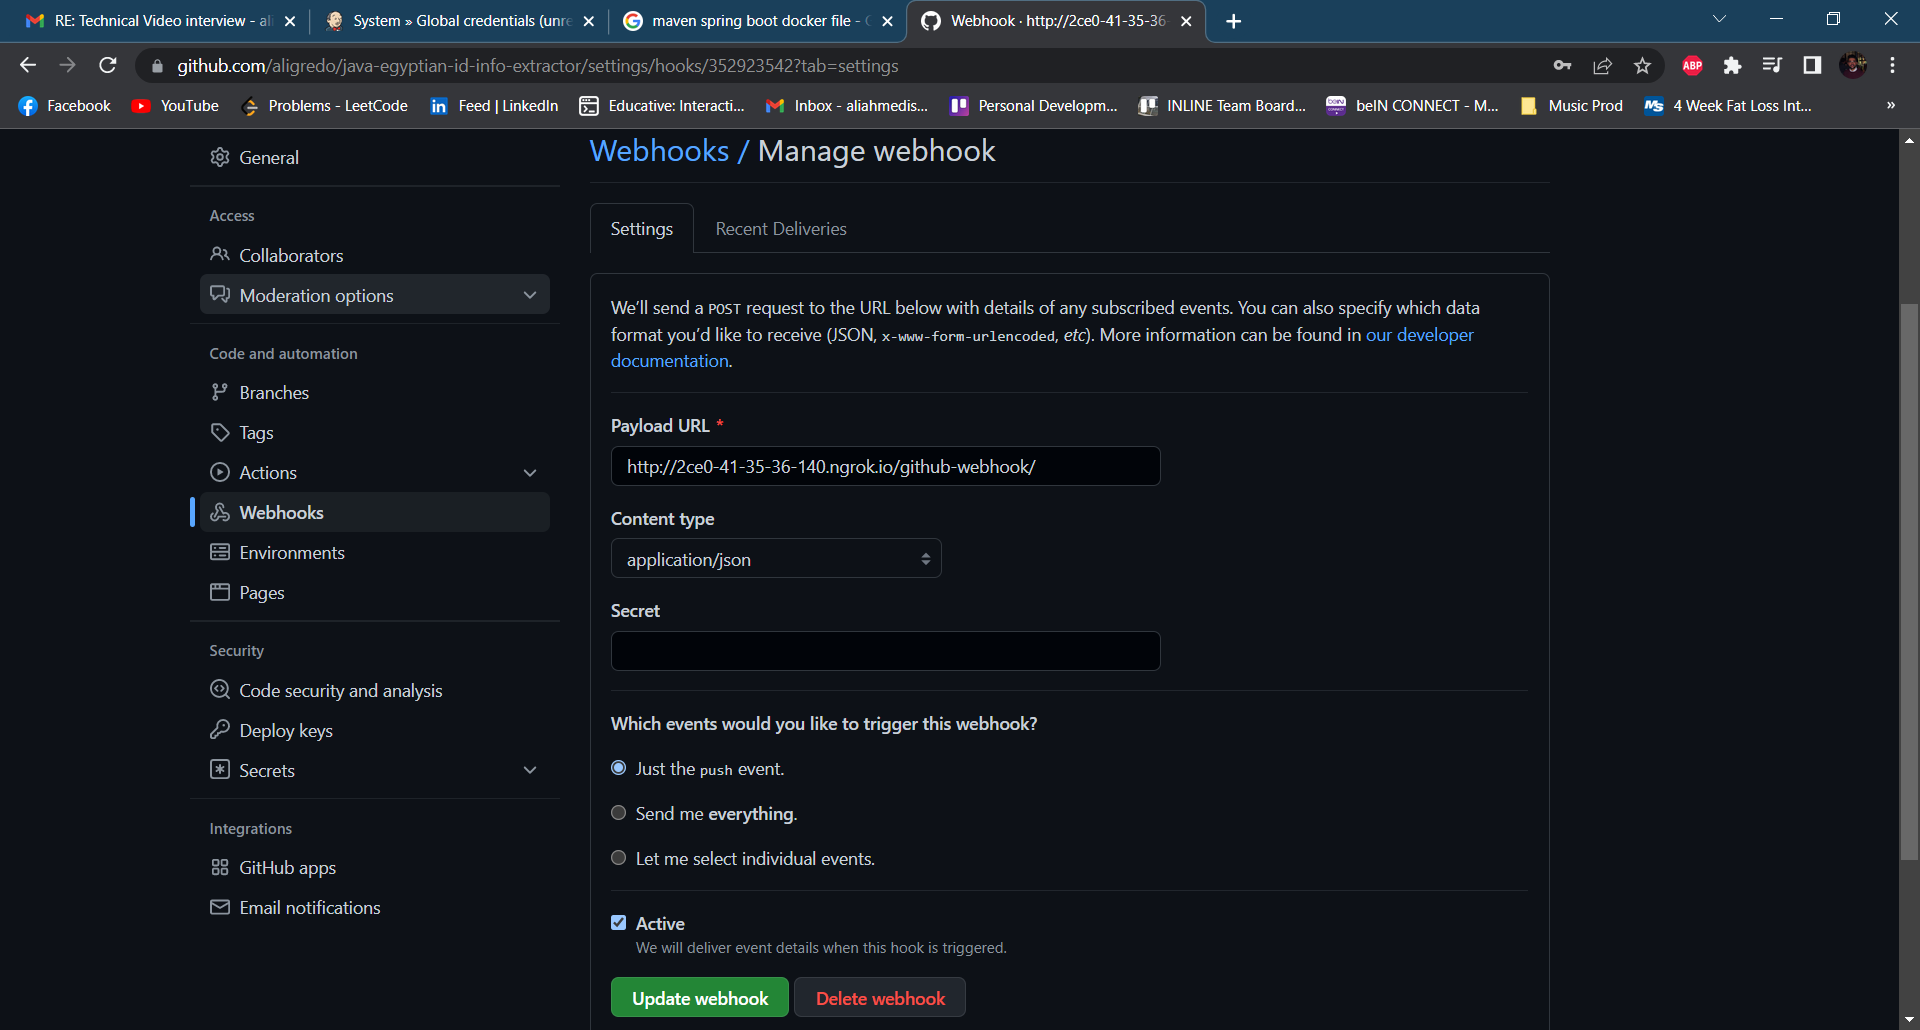 RE: Technical Video interview - ali
System » Global credentials (unre
maven spring boot docker file -
Webhook · http://2ce0-41-35-36-
github.com/aligredo/java-egyptian-id-info-extractor/settings/hooks/352923542?tab=settings
ABP
Facebook
YouTube
Problems - LeetCode
Feed | LinkedIn
Educative: Interacti...
Inbox - aliahmedis...
Personal Developm...
INLINE Team Board...
beIN CONNECT - M...
Music Prod
4 Week Fat Loss Int...
»
General
Access
Collaborators
Moderation options
Code and automation
Branches
Tags
Actions
Webhooks
Environments
Pages
Security
Code security and analysis
Deploy keys
Secrets
Integrations
GitHub apps
Email notifications
Webhooks / Manage webhook
Settings
Recent Deliveries
We'll send a POST request to the URL below with details of any subscribed events. You can also specify which data
format you'd like to receive (JSON, x-www-form-urlencoded, etc). More information can be found in our developer
documentation.
Payload URL *
http://2ce0-41-35-36-140.ngrok.io/github-webhook/
Content type
application/json
Secret
Which events would you like to trigger this webhook?
Just the push event.
Send me everything.
Let me select individual events.
Active
We will deliver event details when this hook is triggered.
Update webhook
Delete webhook